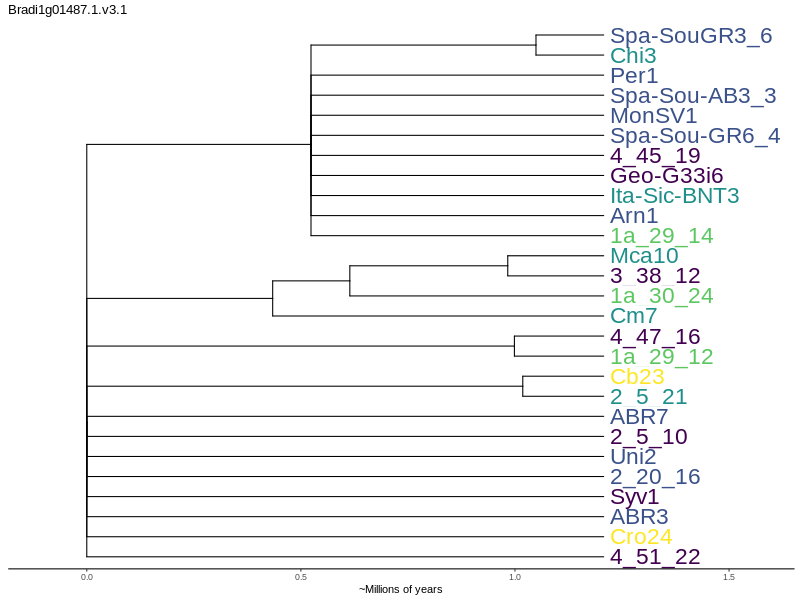 Bradi1g01487.1.v3.1
Spa-SouGR3_6
Chi3
Per1
Spa-Sou-AB3_3
MonSV1
Spa-Sou-GR6_4
4_45_19
Geo-G33i6
Ita-Sic-BNT3
Arn1
1a_29_14
Mca10
3_38_12
1a_30_24
Cm7
4_47_16
1a_29_12
Cb23
2_5_21
ABR7
2_5_10
Uni2
2_20_16
Syv1
ABR3
Cro24
4_51_22
0.0 0.5 1.0 1.5
~Millions of years